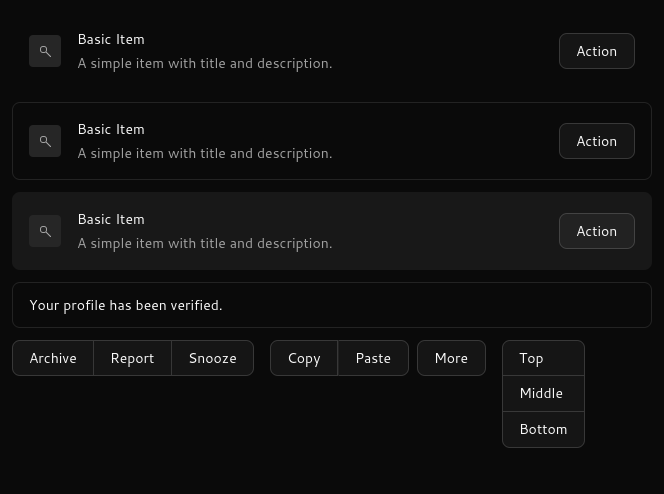 Basic Item
A simple item with title and description.
Action
Basic Item
A simple item with title and description.
Action
Basic Item
A simple item with title and description.
Action
Your profile has been verified.
Archive Report Snooze Copy Paste More Top
Middle
Bottom